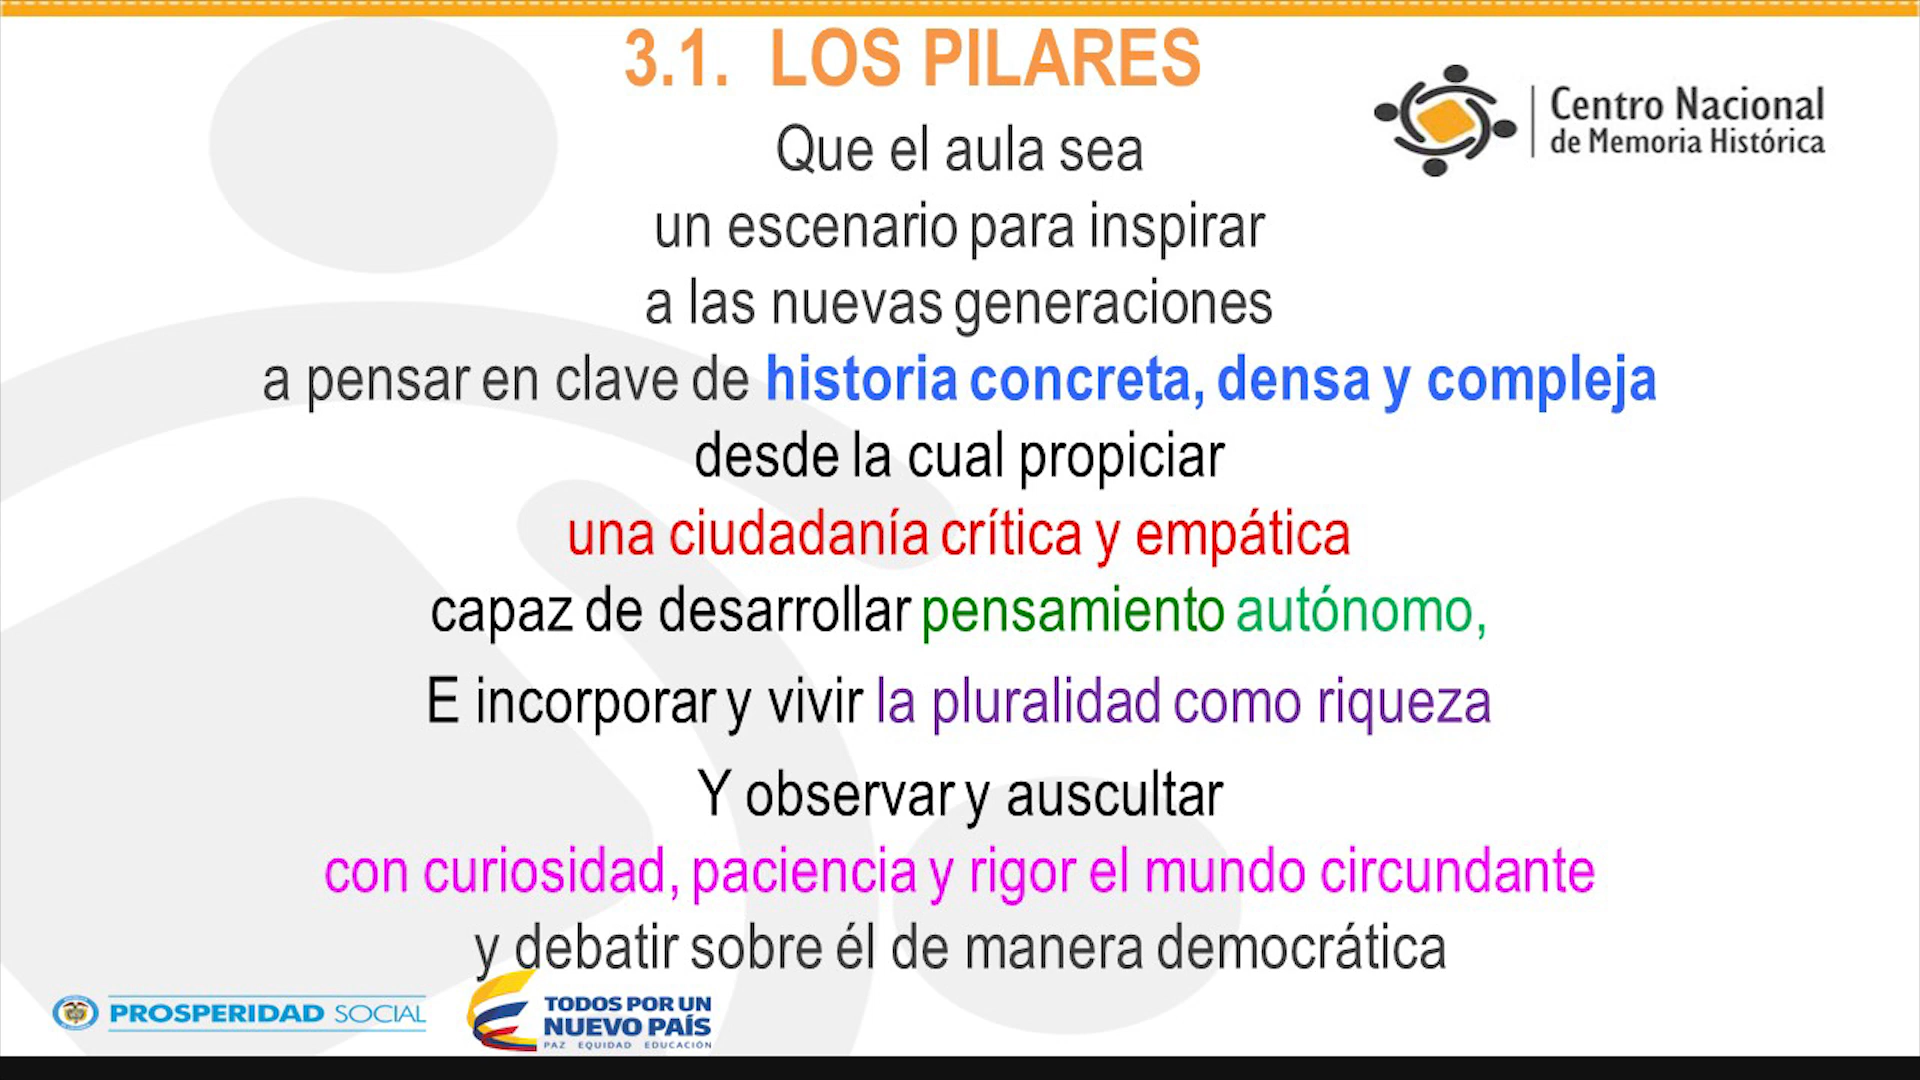 3.1. LOS PILARES
Centro Nacional
de Memoria Histórica
Que el aula sea
un escenario para inspirar
a las nuevas generaciones
a pensar en clave de historia concreta, densa y compleja
desde la cual propiciar
una ciudadanía crítica y empática
capaz de desarrollar pensamiento autónomo,
E incorporar y vivir la pluralidad como riqueza
Y observar y auscultar
con curiosidad, paciencia y rigor el mundo circundante
y debatir sobre él de manera democrática
PROSPERIDAD SOCIAL
TODOS POR UN
NUEVO PAÍS
PAZ EQUIDAD EDUCACIÓN